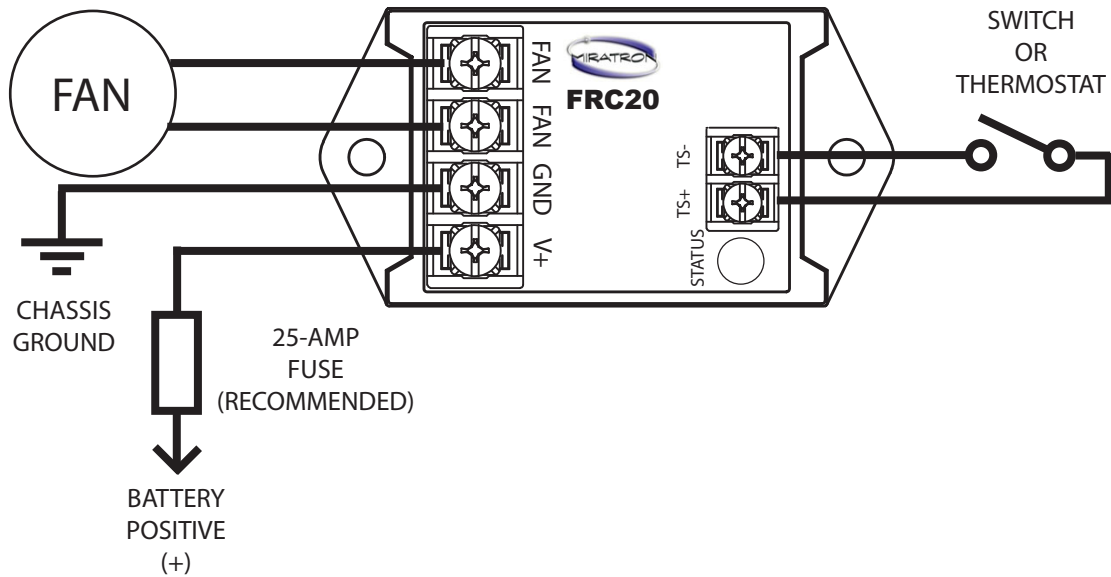 FAN
CHASSIS
GROUND
25-AMP
FUSE
(RECOMMENDED)
BATTERY
POSITIVE
(+)
FAN
FAN
GND
V+
MIRATRON
FRC20
TS-
TS+
STATUS
SWITCH
OR
THERMOSTAT